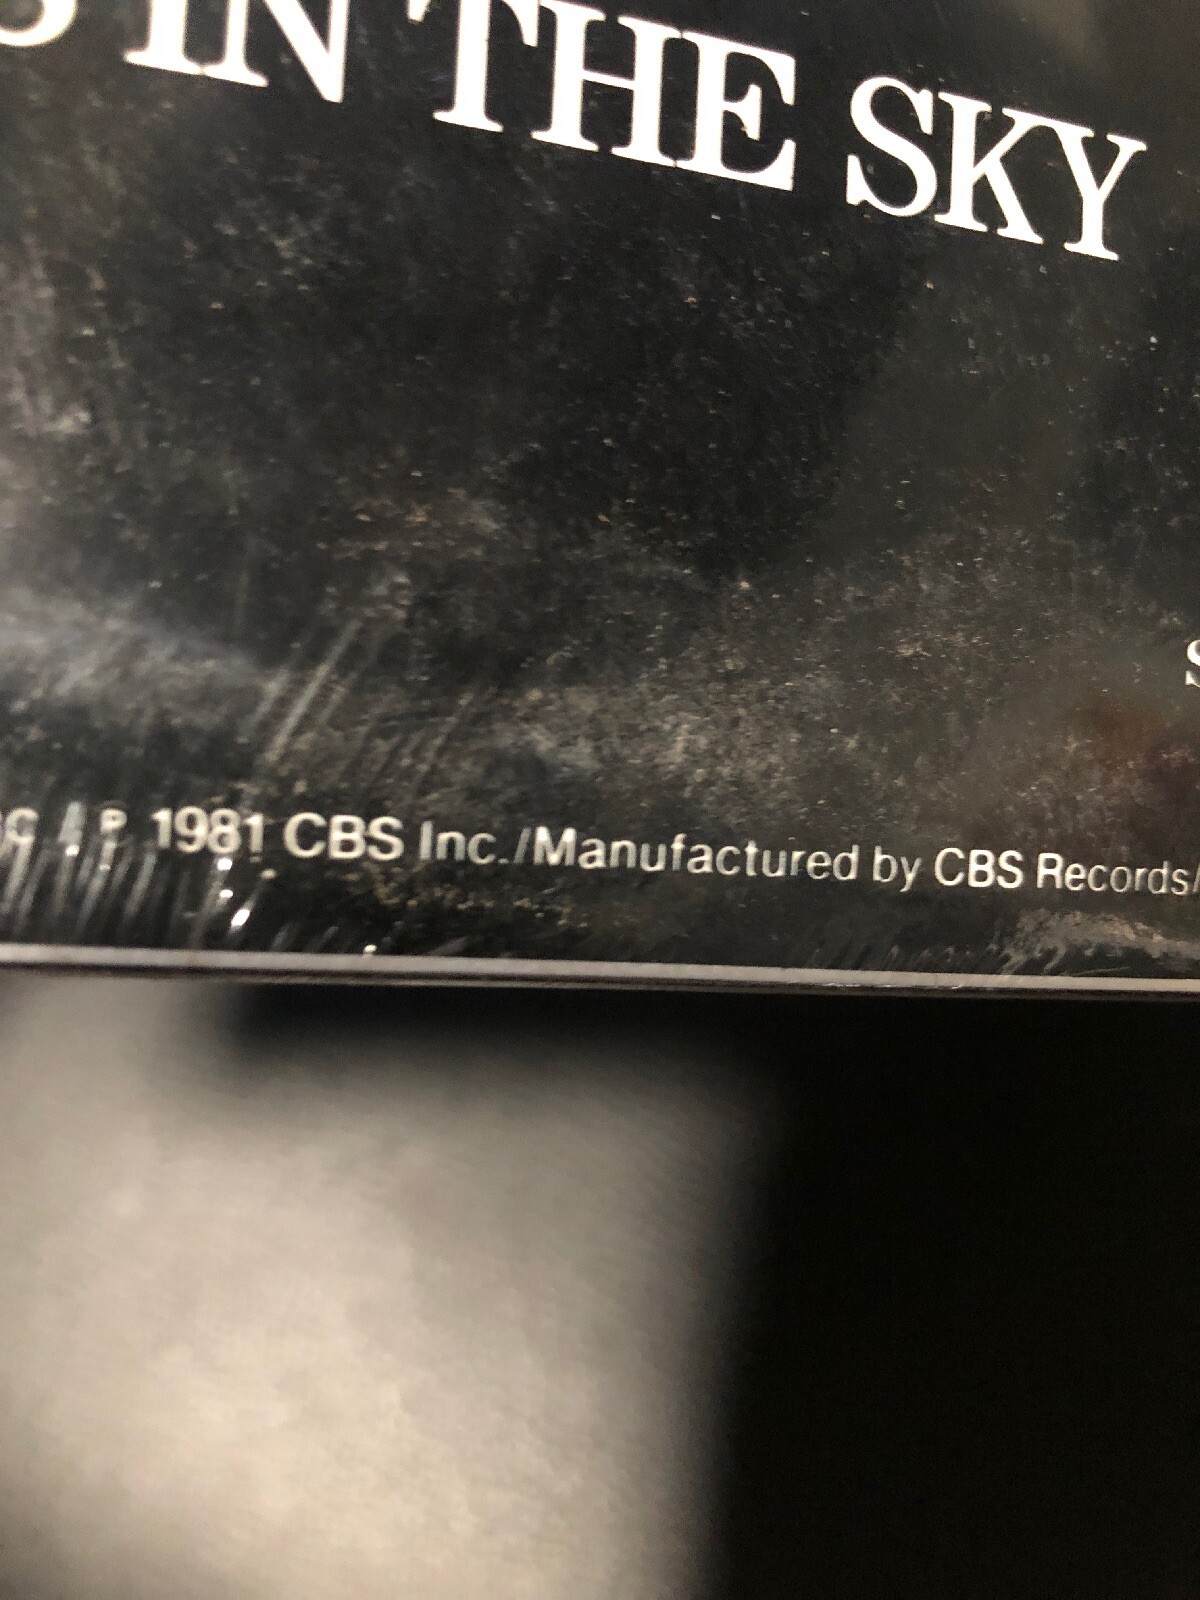 IN THE SKY
℗ 1981 CBS Inc./Manufactured by CBS Records/